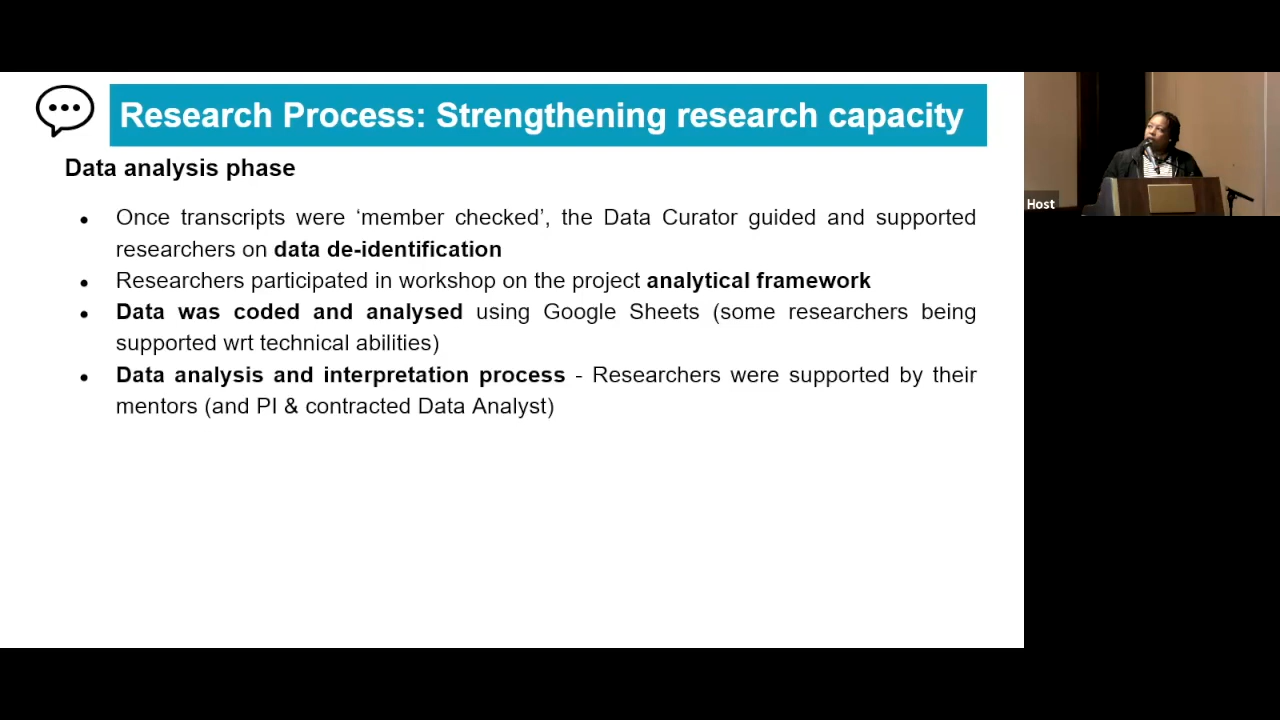 Research Process: Strengthening research capacity
Data analysis phase
● Once transcripts were ‘member checked’, the Data Curator guided and supported
researchers on data de-identification
● Researchers participated in workshop on the project analytical framework
● Data was coded and analysed using Google Sheets (some researchers being
supported wrt technical abilities)
● Data analysis and interpretation process - Researchers were supported by their
mentors (and PI & contracted Data Analyst)
Host